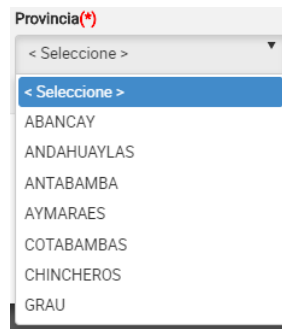 Provincia(*)
< Seleccione >
< Seleccione >
ABANCAY
ANDAHUAYLAS
ANTABAMBA
AYMARAES
COTABAMBAS
CHINCHEROS
GRAU